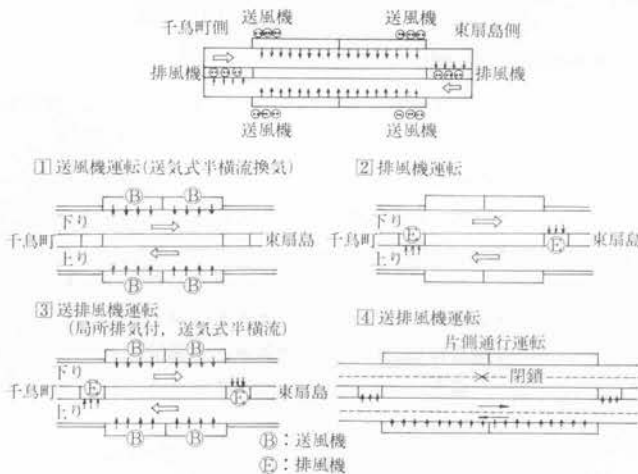 送風機 送風機
千鳥町側 東扇島側
排風機 排風機
送風機 送風機
1 送風機運転(送気式半横流換気)
Ⓑ Ⓑ
下り
千鳥町 東扇島
上り
Ⓑ Ⓑ
2 排風機運転
下り
千鳥町 Ⓔ Ⓔ 東扇島
上り
3 送排風機運転
(局所排気付，送気式半横流)
Ⓑ Ⓑ
下り
千鳥町 Ⓔ Ⓔ 東扇島
上り
Ⓑ Ⓑ
Ⓑ：送風機
Ⓔ：排風機
4 送排風機運転
片側通行運転
閉鎖